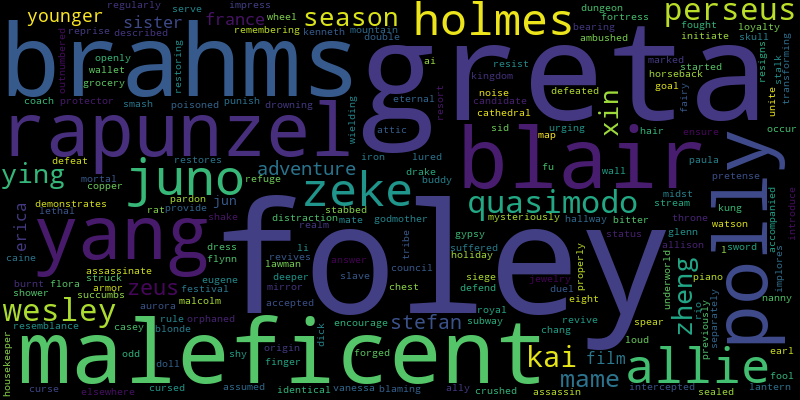 regularly serve impress dungeon perseus
younger sister france wheel holmes fortress
season remembering kenneth mountain bearing fought loyalty
reprise described double ambushed initiate skull
brahms greta
outnumbered openly restoring ai resist marked resigns stalk transforming
wallet kingdom horseback
grocery noise defeated started goal
coach protector smash poisoned punish drowning eternal resort candidate xin fairy unite
rapunzel wielding attic cathedral sid urging map hair ensure occur
defeat restores iron lured blair paula
ying mortal juno adventure drake fu wall pretense
copper refuge zeke buddy quasimodo midst stream polly kung accompanied introduce
demonstrates pardon jun stabbed
lethal rat provide distraction mate godmother mysteriously hallway bitter throne watson
erica yang shake realm tribe gypsy status glenn l sword
caine dress li answer foley suffered allison implores
assassinate flynn revives council holiday properly underworld
struck lawman siege jewelry zheng piano
burnt flora armor zeus eugene deeper slave chest defend duel eight nanny
shower succumbs festival mirror
wesley aurora malcolm accepted royal rio previously separately
resemblance casey rule orphaned encourage stefan subway revive spear
blonde dick chang loud earl
housekeeper maleficent odd shy origin forged kai film allie
doll finger mame fool
curse cursed assumed identical vanessa ally crushed intercepted sealed lantern
elsewhere blaming assassin